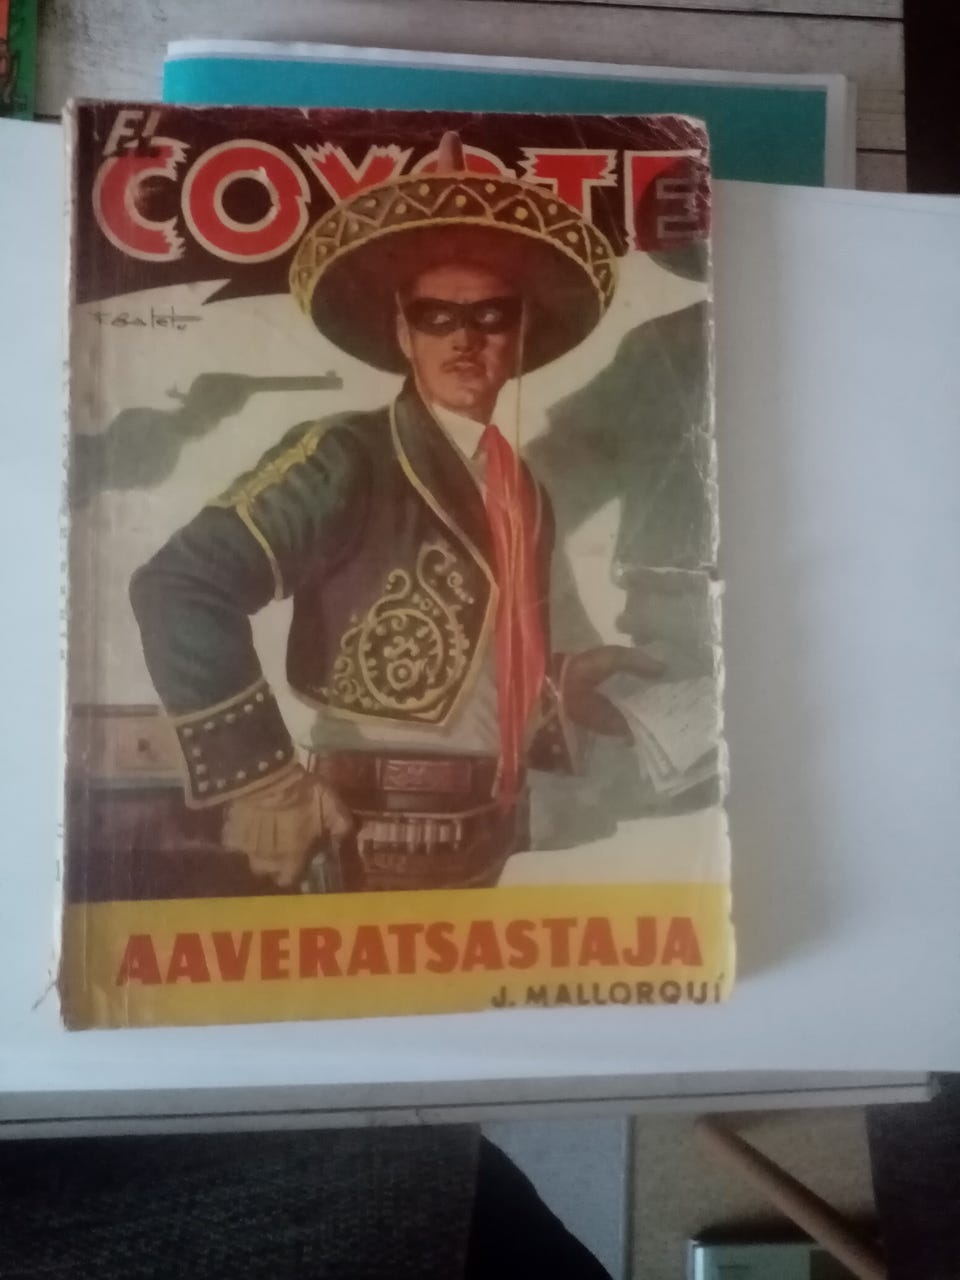 El
COYOTE
AAVERATSASTAJA
J. MALLORQUÍ